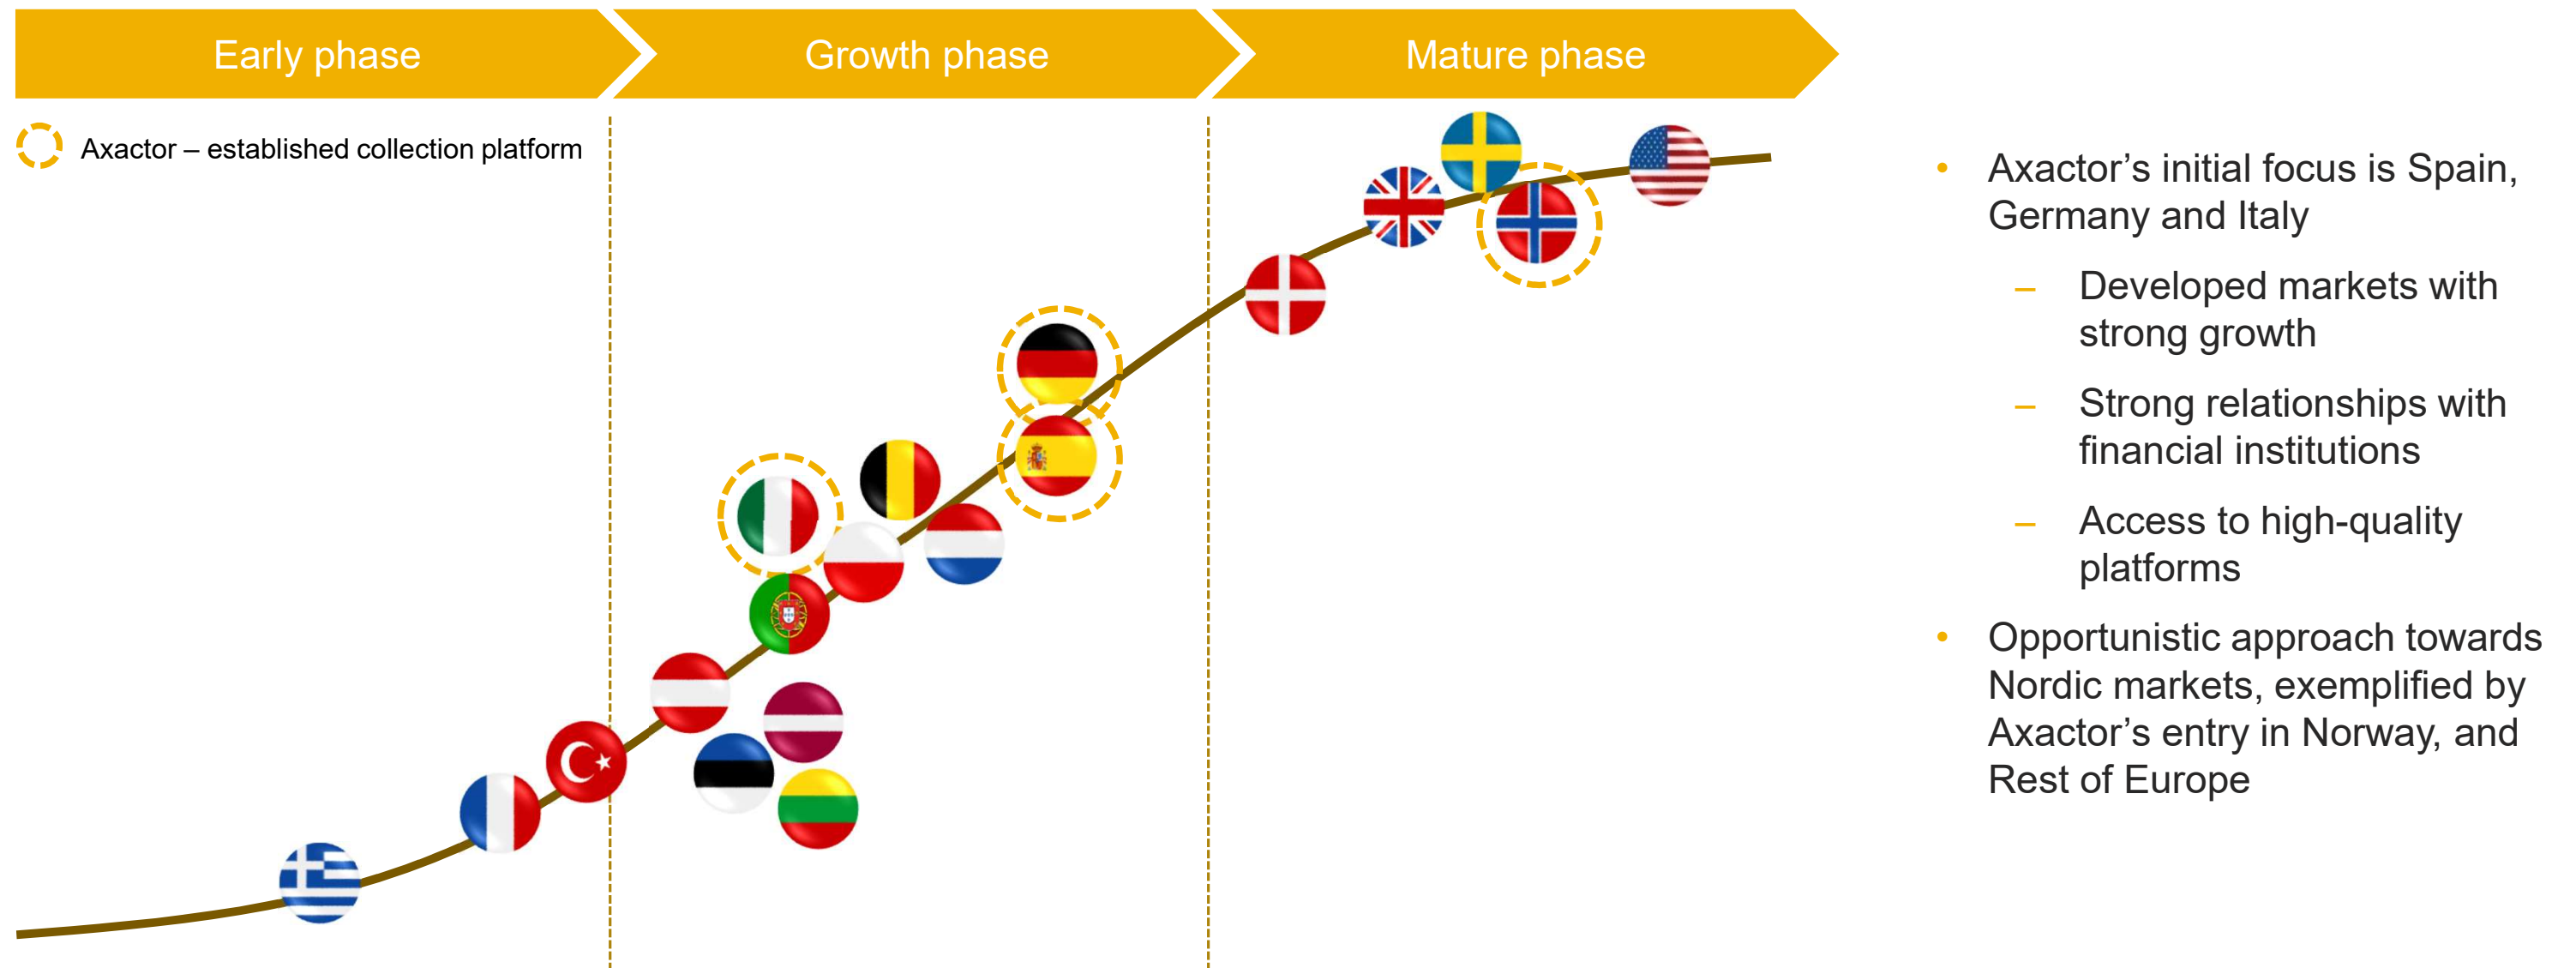 Early phase
Growth phase
Mature phase
Axactor – established collection platform
• Axactor’s initial focus is Spain,
Germany and Italy
– Developed markets with
strong growth
– Strong relationships with
financial institutions
– Access to high-quality
platforms
• Opportunistic approach towards
Nordic markets, exemplified by
Axactor’s entry in Norway, and
Rest of Europe